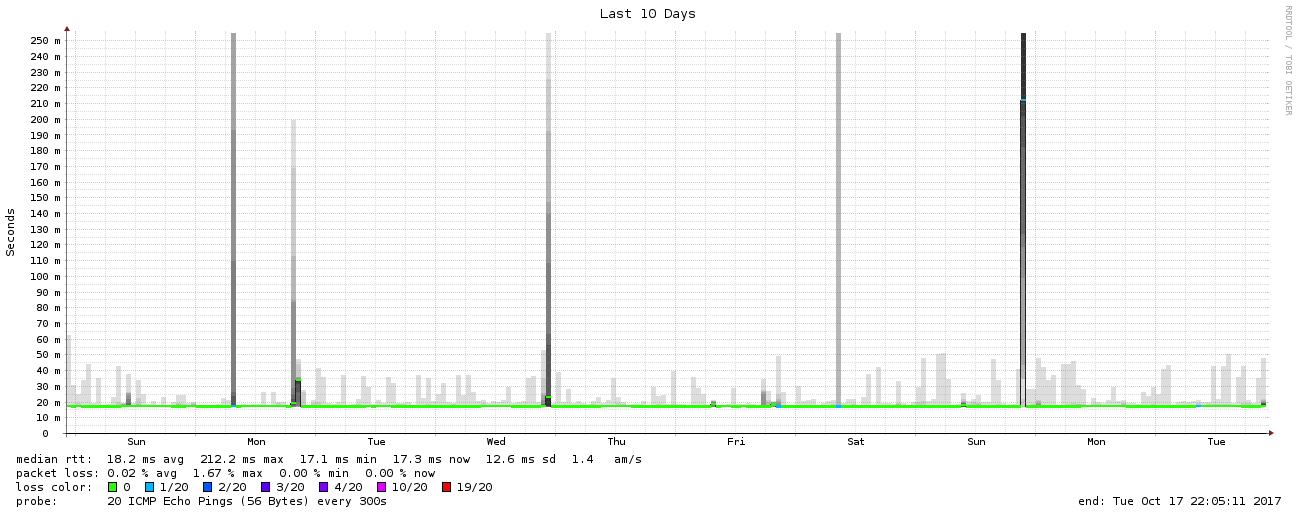 Last 10 Days
RRDTOOL / TOBI OETIKER
Seconds
250 m
240 m
230 m
220 m
210 m
200 m
190 m
180 m
170 m
160 m
150 m
140 m
130 m
120 m
110 m
100 m
90 m
80 m
70 m
60 m
50 m
40 m
30 m
20 m
10 m
0
Sun Mon Tue Wed Thu Fri Sat Sun Mon Tue
median rtt: 18.2 ms avg 212.2 ms max 17.1 ms min 17.3 ms now 12.6 ms sd 1.4 am/s
packet loss: 0.02 % avg 1.67 % max 0.00 % min 0.00 % now
loss color: 0 1/20 2/20 3/20 4/20 10/20 19/20
probe: 20 ICMP Echo Pings (56 Bytes) every 300s end: Tue Oct 17 22:05:11 2017